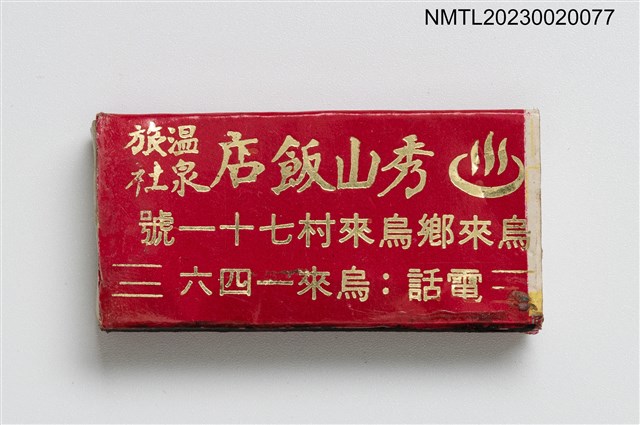 NMTL20230020077
秀山飯店
溫泉
旅社
烏來鄉烏來村七十一號
電話：烏來一四六